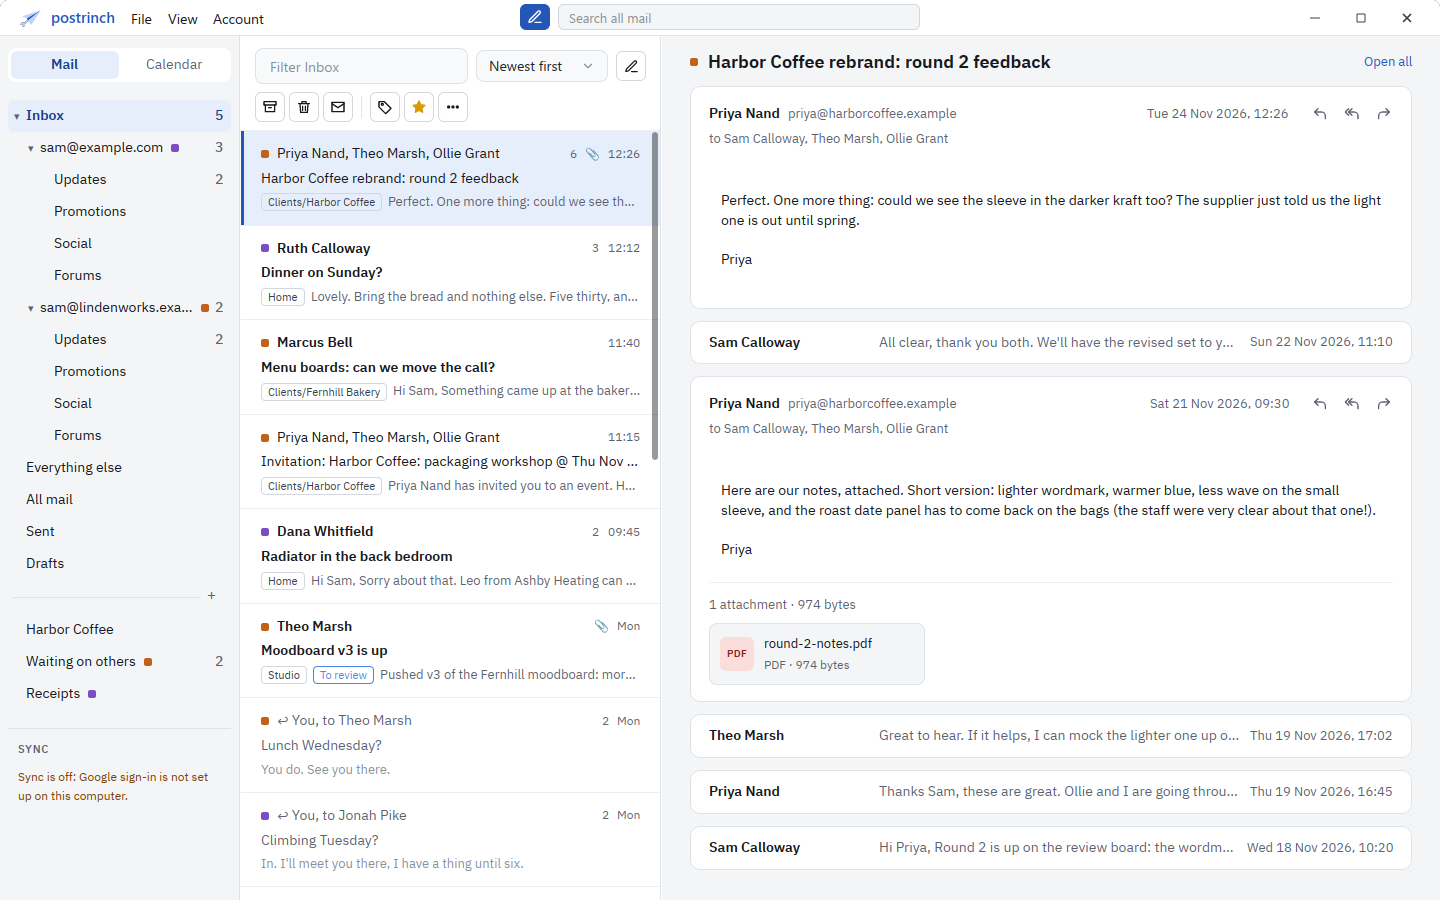 postrinch File View Account
Search all mail
Mail Calendar
Inbox 5
sam@example.com 3
Updates 2
Promotions
Social
Forums
sam@lindenworks.exa... 2
Updates 2
Promotions
Social
Forums
Everything else
All mail
Sent
Drafts
+
Harbor Coffee
Waiting on others 2
Receipts
SYNC
Sync is off: Google sign-in is not set
up on this computer.
Filter Inbox
Newest first
Priya Nand, Theo Marsh, Ollie Grant 6 12:26
Harbor Coffee rebrand: round 2 feedback
Clients/Harbor Coffee Perfect. One more thing: could we see th...
Ruth Calloway 3 12:12
Dinner on Sunday?
Home Lovely. Bring the bread and nothing else. Five thirty, an...
Marcus Bell 11:40
Menu boards: can we move the call?
Clients/Fernhill Bakery Hi Sam, Something came up at the baker...
Priya Nand, Theo Marsh, Ollie Grant 11:15
Invitation: Harbor Coffee: packaging workshop @ Thu Nov ...
Clients/Harbor Coffee Priya Nand has invited you to an event. H...
Dana Whitfield 2 09:45
Radiator in the back bedroom
Home Hi Sam, Sorry about that. Leo from Ashby Heating can ...
Theo Marsh Mon
Moodboard v3 is up
Studio To review Pushed v3 of the Fernhill moodboard: mor...
You, to Theo Marsh 2 Mon
Lunch Wednesday?
You do. See you there.
You, to Jonah Pike 2 Mon
Climbing Tuesday?
In. I'll meet you there, I have a thing until six.
Harbor Coffee rebrand: round 2 feedback
Open all
Priya Nand priya@harborcoffee.example Tue 24 Nov 2026, 12:26
to Sam Calloway, Theo Marsh, Ollie Grant
Perfect. One more thing: could we see the sleeve in the darker kraft too? The supplier just told us the light
one is out until spring.
Priya
Sam Calloway All clear, thank you both. We'll have the revised set to y... Sun 22 Nov 2026, 11:10
Priya Nand priya@harborcoffee.example Sat 21 Nov 2026, 09:30
to Sam Calloway, Theo Marsh, Ollie Grant
Here are our notes, attached. Short version: lighter wordmark, warmer blue, less wave on the small
sleeve, and the roast date panel has to come back on the bags (the staff were very clear about that one!).
Priya
1 attachment · 974 bytes
PDF
round-2-notes.pdf
PDF · 974 bytes
Theo Marsh Great to hear. If it helps, I can mock the lighter one up o... Thu 19 Nov 2026, 17:02
Priya Nand Thanks Sam, these are great. Ollie and I are going throu... Thu 19 Nov 2026, 16:45
Sam Calloway Hi Priya, Round 2 is up on the review board: the wordm... Wed 18 Nov 2026, 10:20